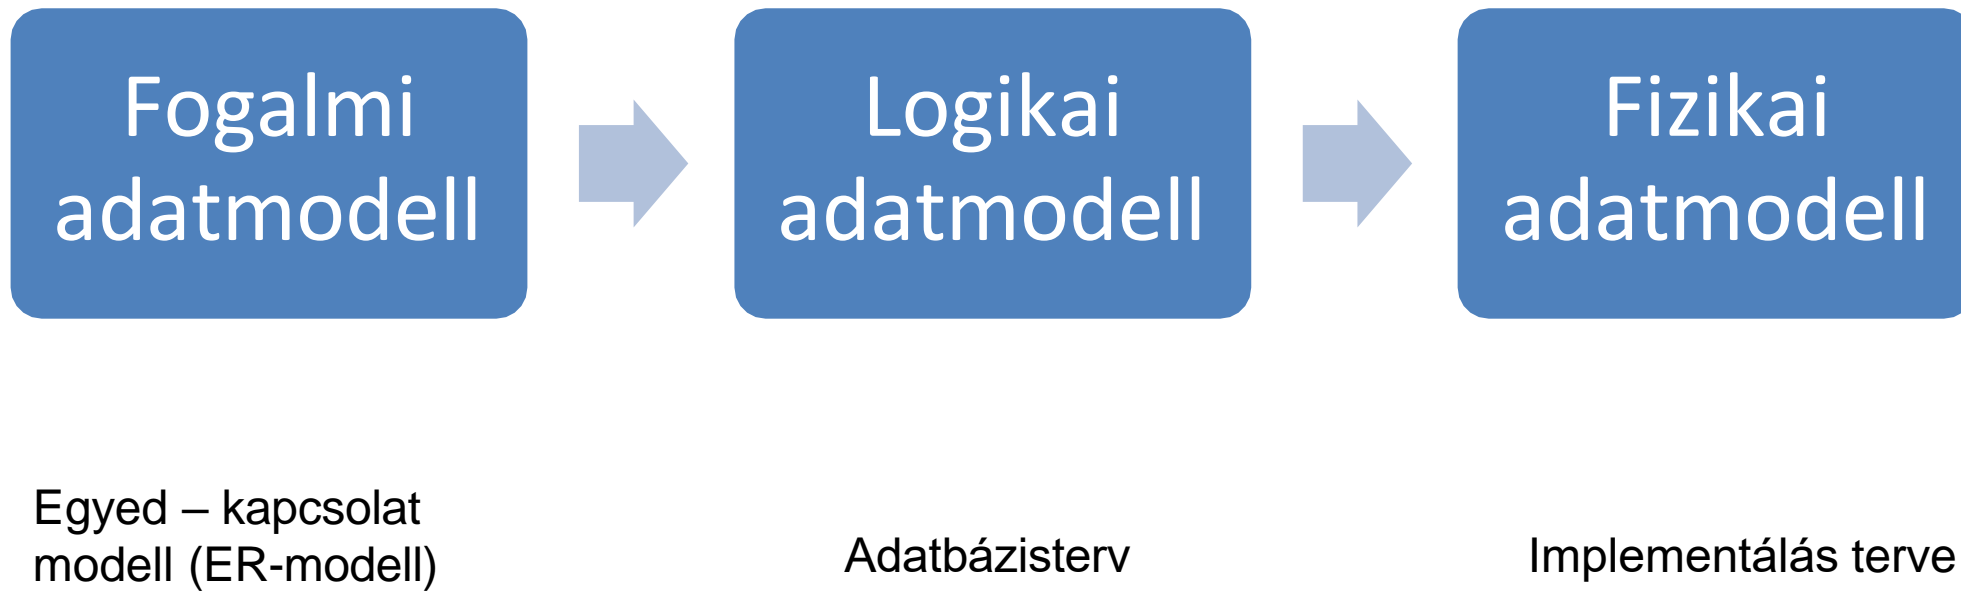 Fogalmi
adatmodell
Logikai
adatmodell
Fizikai
adatmodell
Egyed – kapcsolat
modell (ER-modell)
Adatbázisterv
Implementálás terve